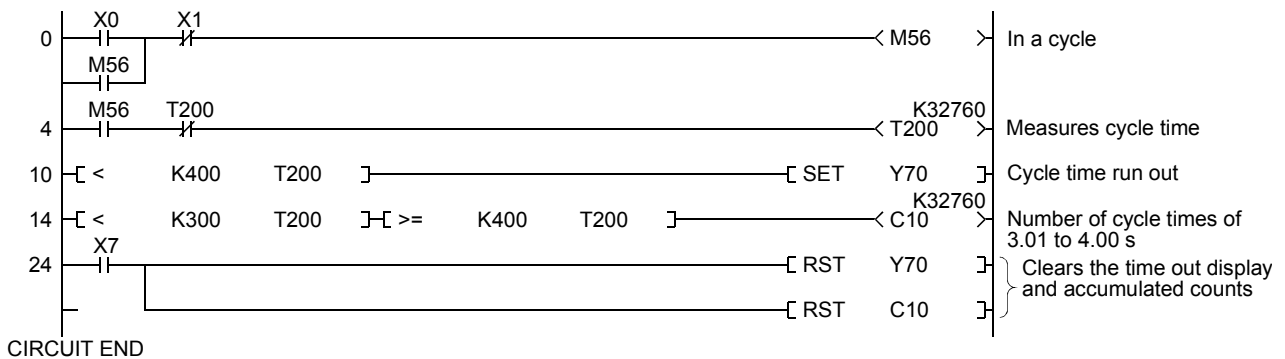 X0 X1
0 M56 In a cycle
M56
M56 T200 K32760
4 T200 Measures cycle time
10 < K400 T200 SET Y70 Cycle time run out
K32760
14 < K300 T200 >= K400 T200 C10 Number of cycle times of
3.01 to 4.00 s
X7
24 RST Y70 Clears the time out display
and accumulated counts
RST C10
CIRCUIT END